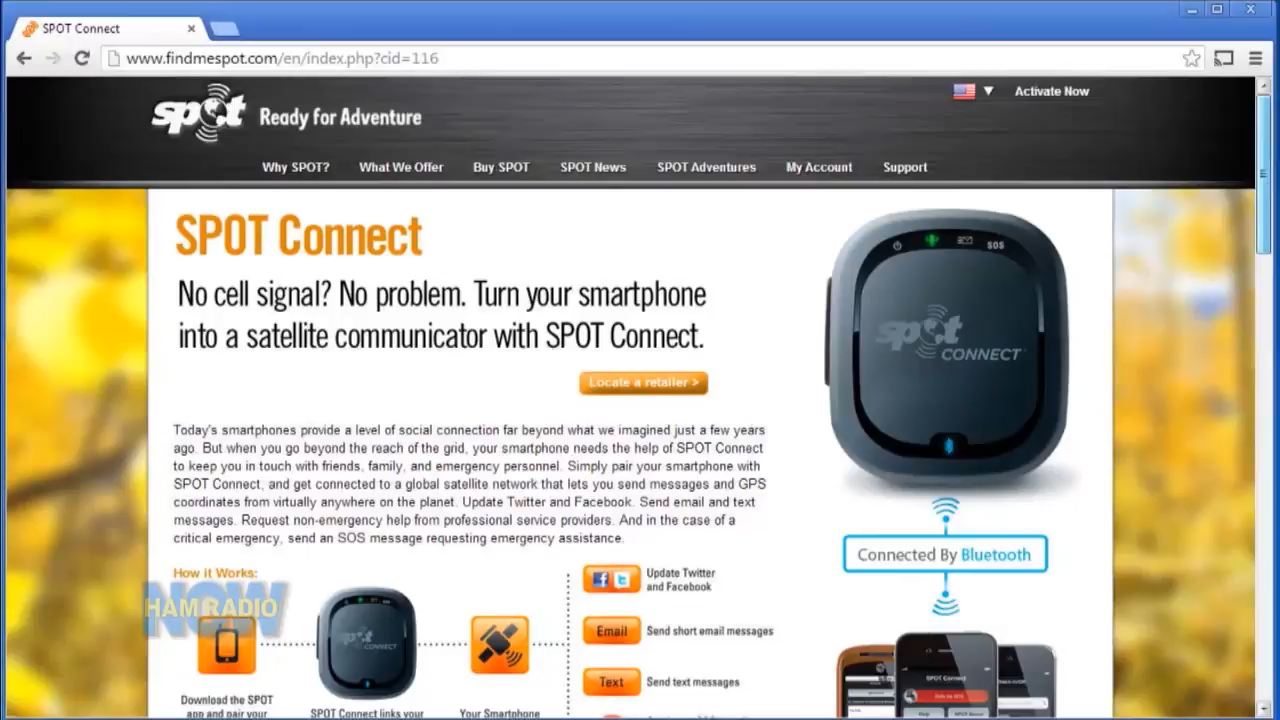 SPOT Connect
www.findmespot.com/en/index.php?cid=116
spot Ready for Adventure
Activate Now
Why SPOT? What We Offer Buy SPOT SPOT News SPOT Adventures My Account Support
SPOT Connect
No cell signal? No problem. Turn your smartphone
into a satellite communicator with SPOT Connect.
Locate a retailer >
Today's smartphones provide a level of social connection far beyond what we imagined just a few years
ago. But when you go beyond the reach of the grid, your smartphone needs the help of SPOT Connect
to keep you in touch with friends, family, and emergency personnel. Simply pair your smartphone with
SPOT Connect, and get connected to a global satellite network that lets you send messages and GPS
coordinates from virtually anywhere on the planet. Update Twitter and Facebook. Send email and text
messages. Request non-emergency help from professional service providers. And in the case of a
critical emergency, send an SOS message requesting emergency assistance.
SOS
spot
CONNECT
Connected By Bluetooth
How it Works:
HAM RADIO
NOW
spot
CONNECT
Download the SPOT
app and pair your
SPOT Connect links your
Your Smartphone
Update Twitter
and Facebook
Email Send short email messages
Text Send text messages
SPOT Connect